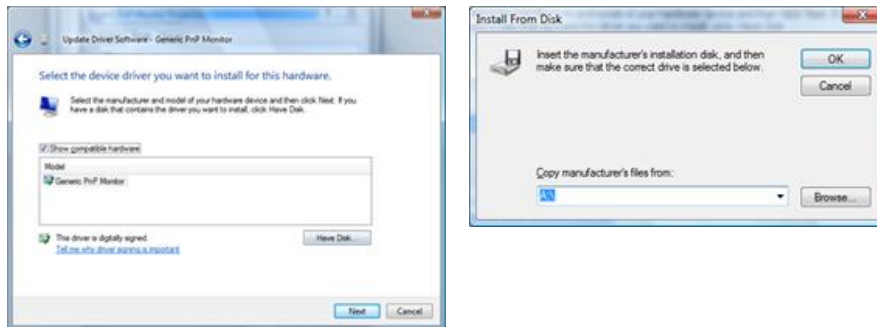 Update Driver Software - Generic PnP Monitor
Select the device driver you want to install for this hardware.
Select the manufacturer and model of your hardware device and then click Next. If you
have a disk that contains the driver you want to install, click Have Disk.
Show compatible hardware
Model
Generic PnP Monitor
This driver is digitally signed.
Tell me why driver signing is important
Have Disk...
Next
Cancel
Install From Disk
Insert the manufacturer's installation disk, and then
make sure that the correct drive is selected below.
OK
Cancel
Copy manufacturer's files from:
A:\
Browse...